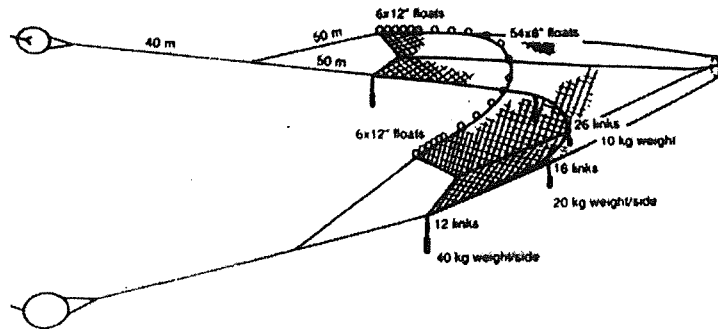 6x12" floats
54x8" floats
40 m
50 m
50 m
6x12" floats
26 links
10 kg weight
16 links
20 kg weight/side
12 links
40 kg weight/side